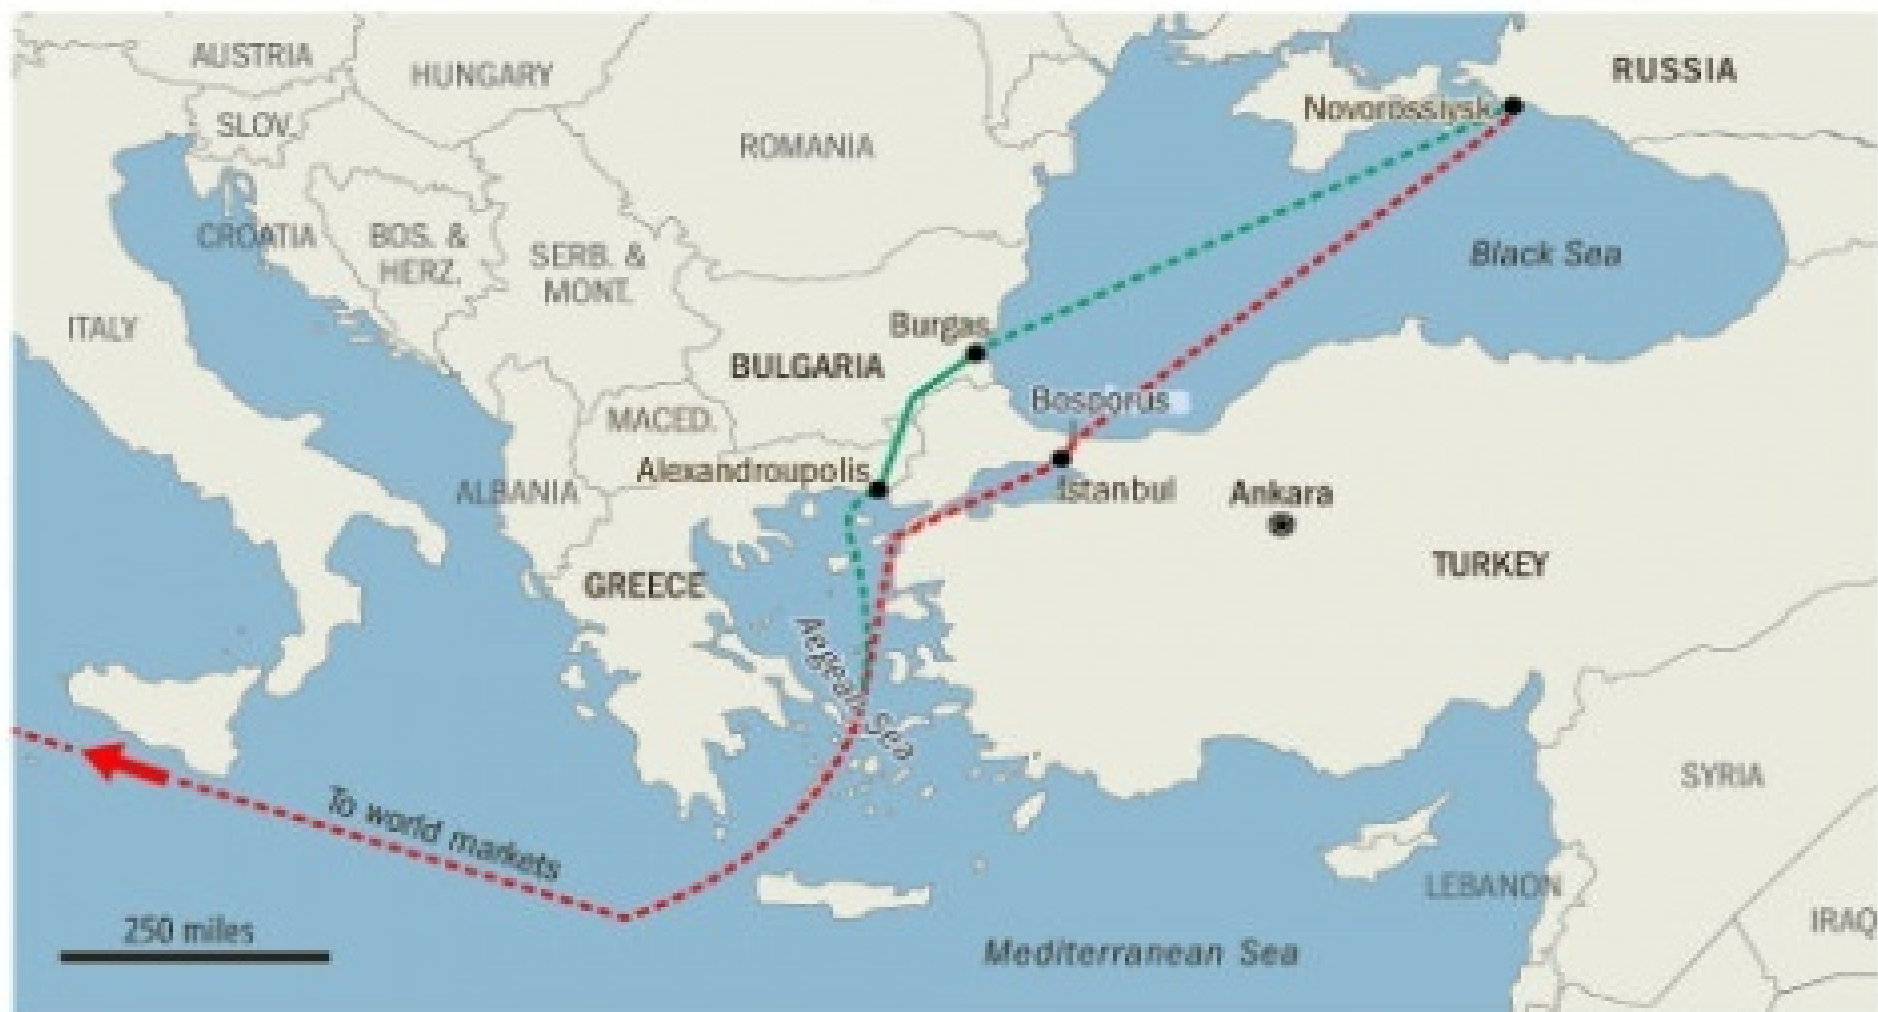 AUSTRIA
HUNGARY
RUSSIA
SLOV.
Novorossiysk
ROMANIA
CROATIA
BOS. &
HERZ.
SERB. &
MONT.
Black Sea
ITALY
Burgas
BULGARIA
Bosporus
MACED.
Alexandroupolis
ALBANIA
Istanbul
Ankara
GREECE
TURKEY
Aegean Sea
SYRIA
To world markets
LEBANON
IRAQ
250 miles
Mediterranean Sea